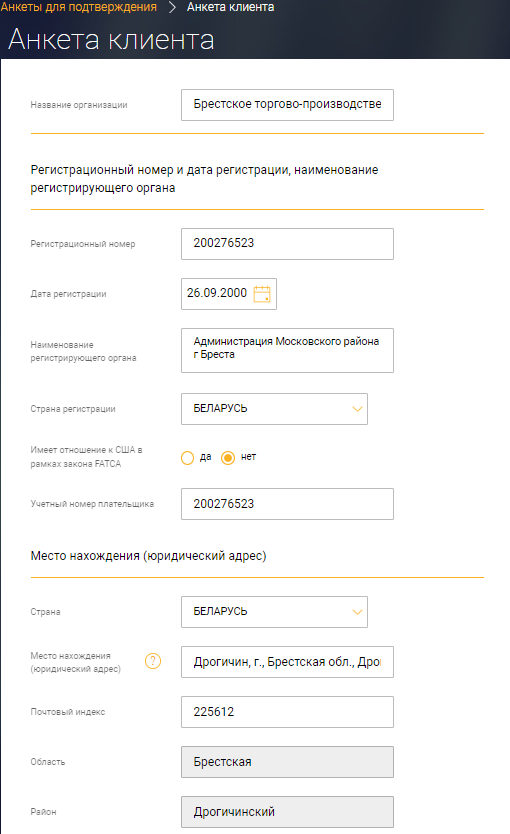 Анкеты для подтверждения > Анкета клиента
Анкета клиента
Название организации Брестское торгово-производстве
Регистрационный номер и дата регистрации, наименование
регистрирующего органа
Регистрационный номер 200276523
Дата регистрации 26.09.2000
Наименование
регистрирующего органа
Администрация Московского района
г Бреста
Страна регистрации БЕЛАРУСЬ
Имеет отношение к США в
рамках закона FATCA
да нет
Учетный номер плательщика 200276523
Место нахождения (юридический адрес)
Страна БЕЛАРУСЬ
Место нахождения
(юридический адрес)
? Дрогичин, г., Брестская обл., Дро
Почтовый индекс 225612
Область Брестская
Район Дрогичинский